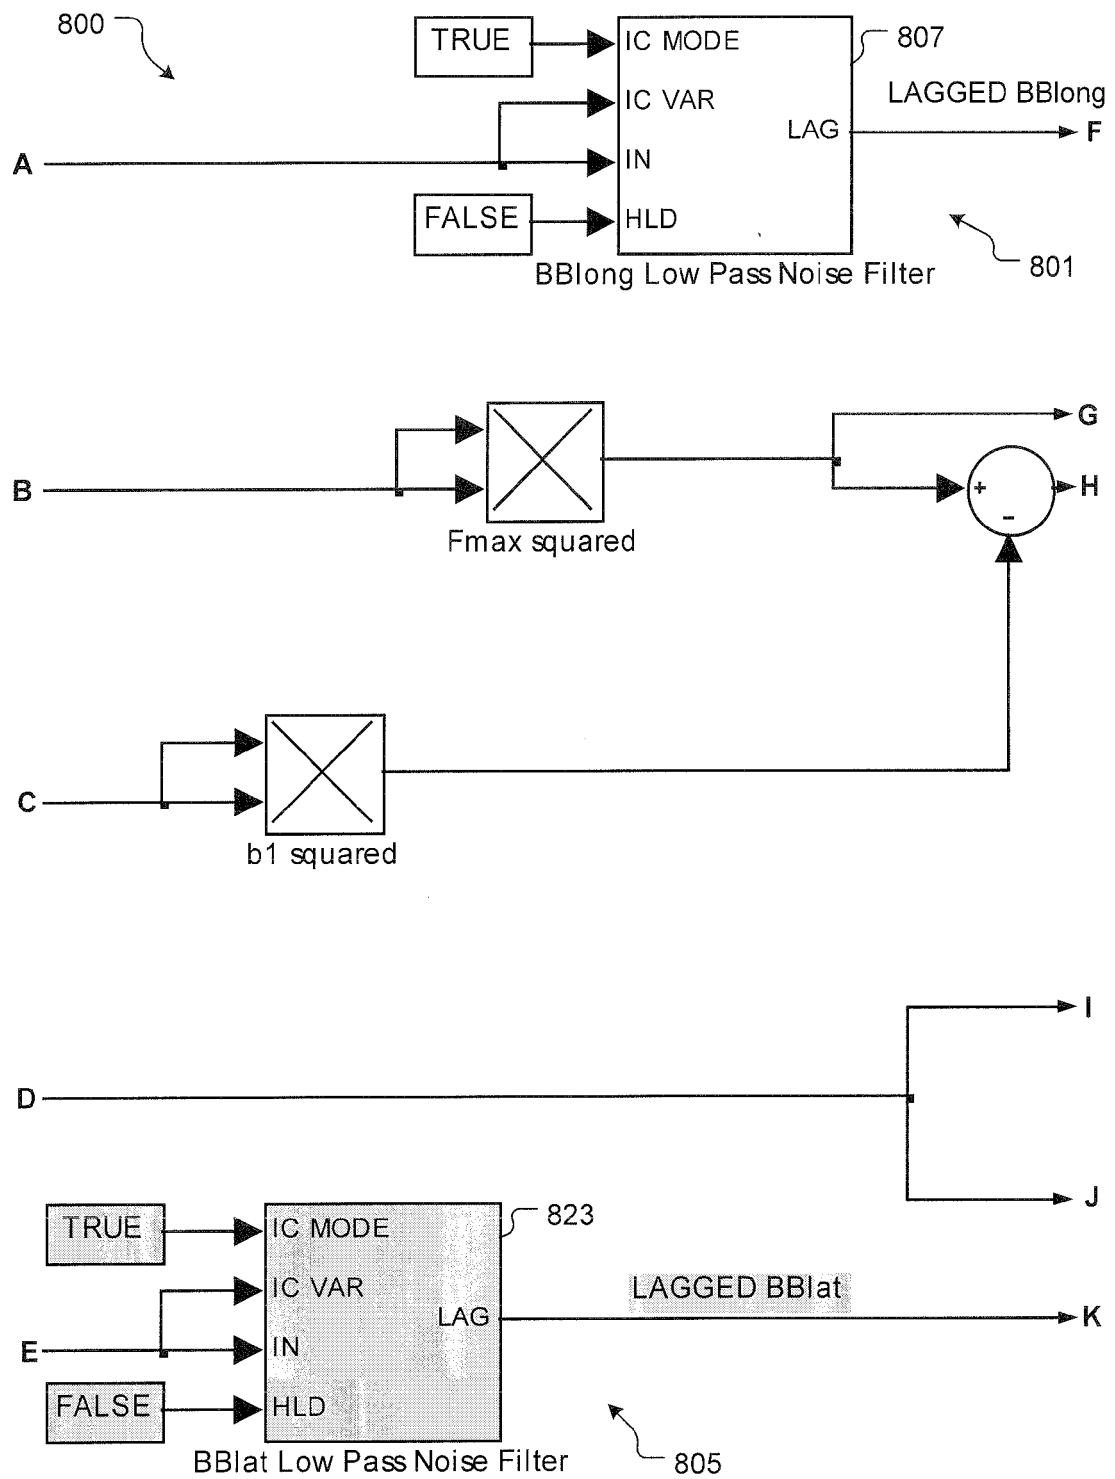 800
TRUE
IC MODE
807
IC VAR
LAGGED BBlong
LAG
F
A
IN
FALSE
HLD
801
BBlong Low Pass Noise Filter
G
B
+
H
-
Fmax squared
C
b1 squared
I
D
J
TRUE
IC MODE
823
IC VAR
LAGGED BBlat
LAG
K
E
IN
FALSE
HLD
BBlat Low Pass Noise Filter
805